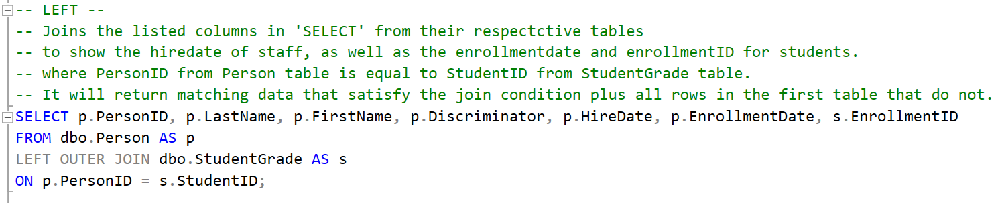 -- LEFT --
-- Joins the listed columns in 'SELECT' from their respectctive tables
-- to show the hiredate of staff, as well as the enrollmentdate and enrollmentID for students.
-- where PersonID from Person table is equal to StudentID from StudentGrade table.
-- It will return matching data that satisfy the join condition plus all rows in the first table that do not.
SELECT p.PersonID, p.LastName, p.FirstName, p.Discriminator, p.HireDate, p.EnrollmentDate, s.EnrollmentID
FROM dbo.Person AS p
LEFT OUTER JOIN dbo.StudentGrade AS s
ON p.PersonID = s.StudentID;